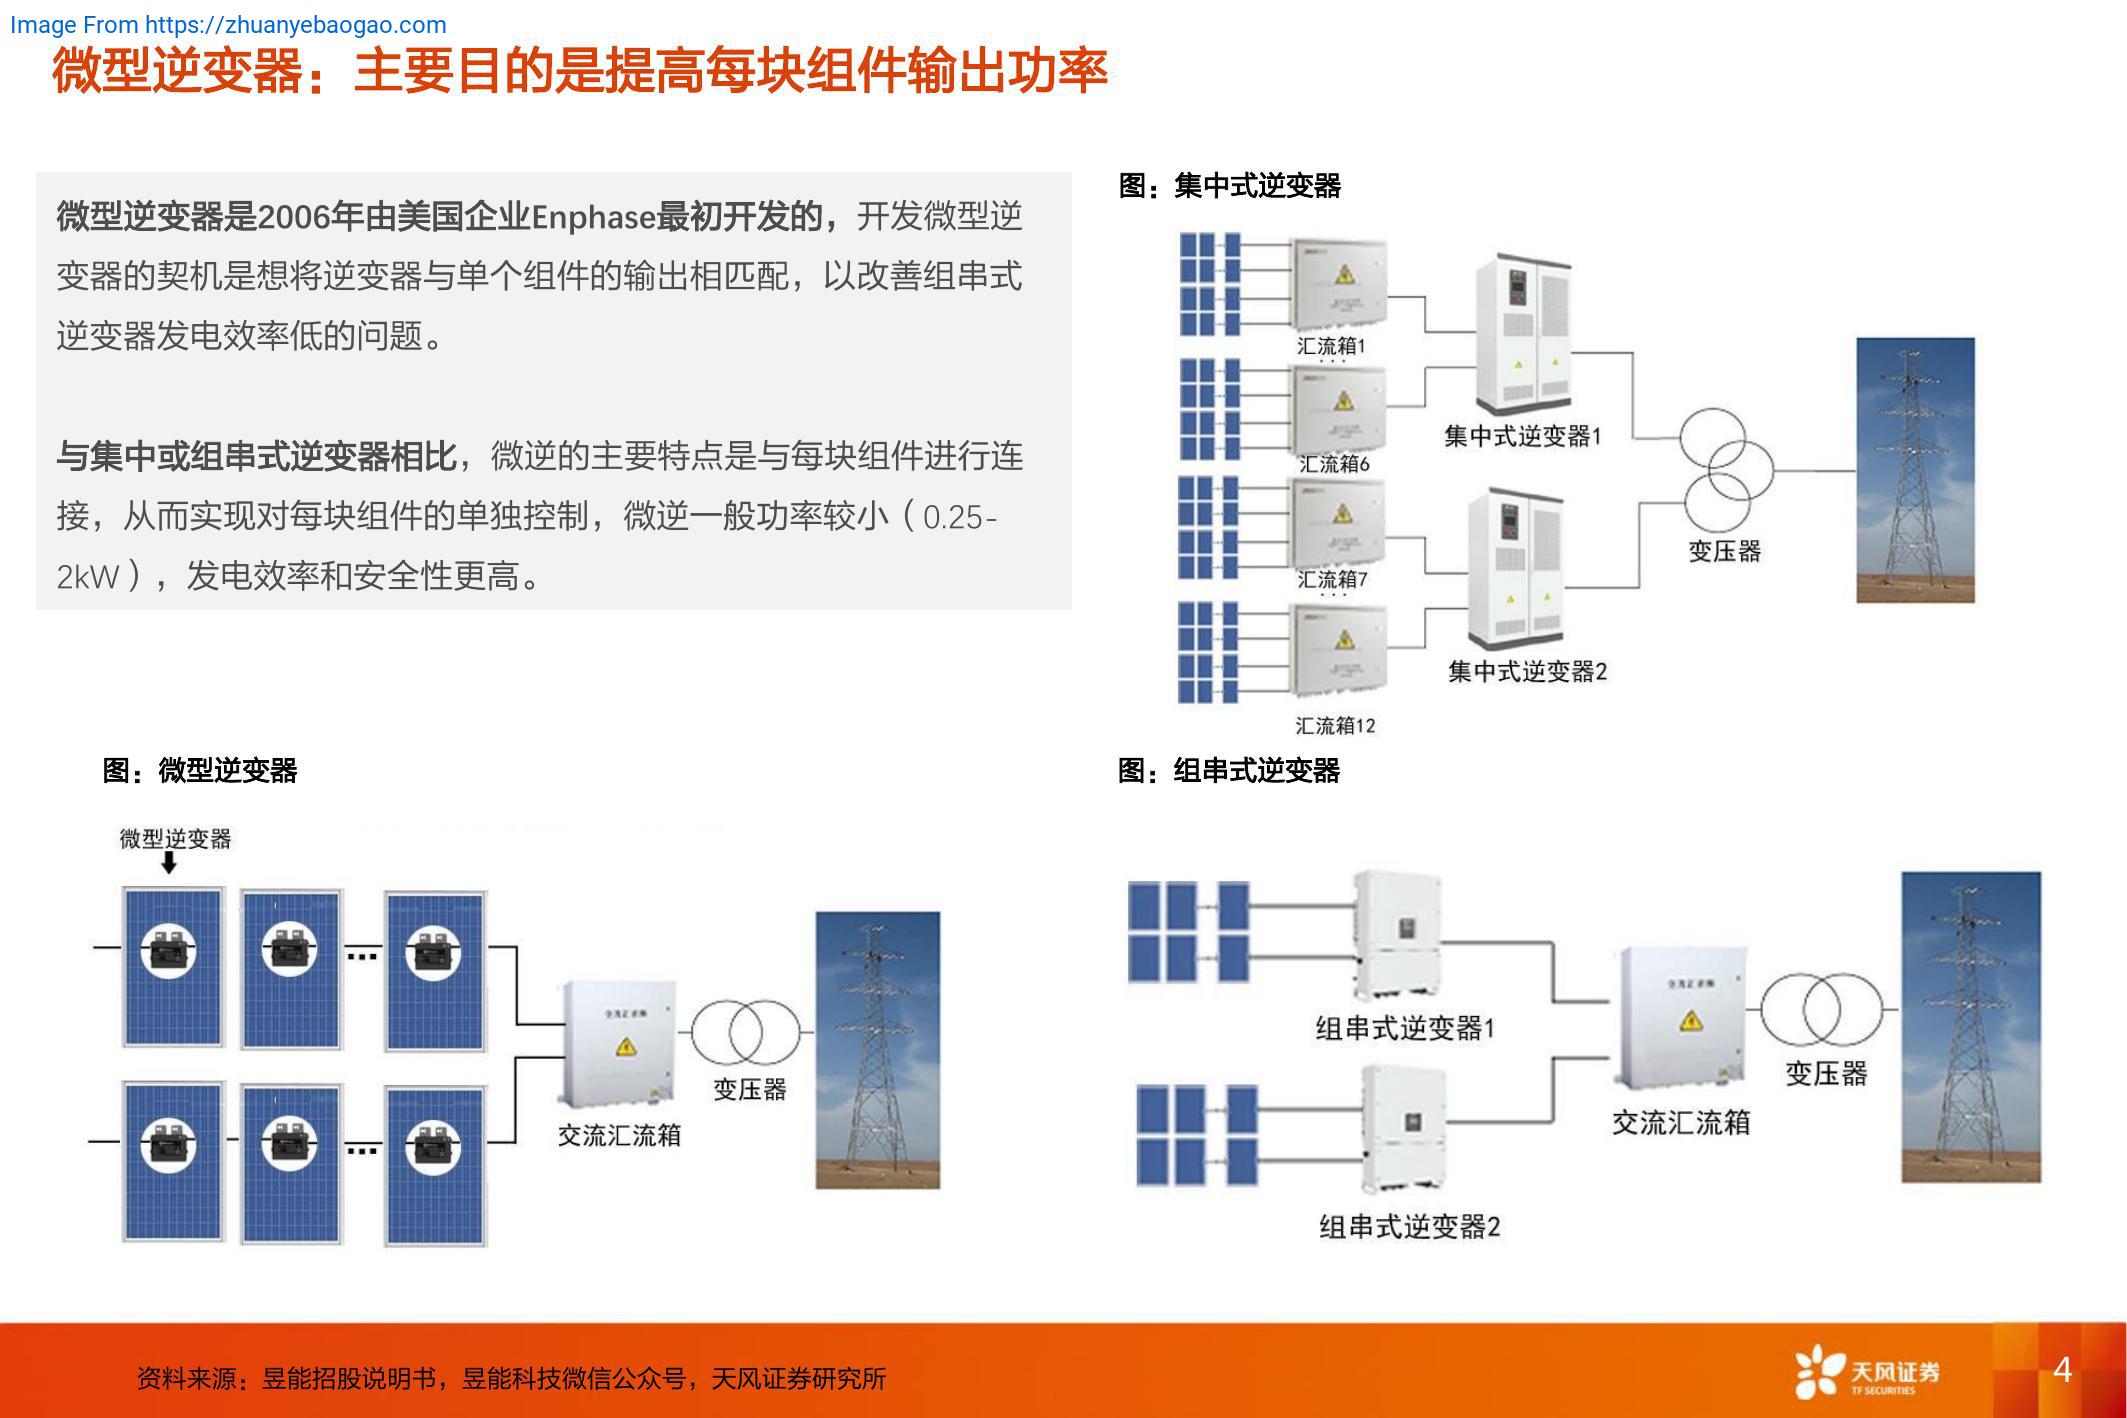 Image From https://zhuanyebaogao.com
微型逆变器：主要目的是提高每块组件输出功率
微型逆变器是2006年由美国企业Enphase最初开发的，开发微型逆
变器的契机是想将逆变器与单个组件的输出相匹配，以改善组串式
逆变器发电效率低的问题。
与集中或组串式逆变器相比，微逆的主要特点是与每块组件进行连
接，从而实现对每块组件的单独控制，微逆一般功率较小（0.25-
2kW），发电效率和安全性更高。
图：集中式逆变器
汇流箱1
...
汇流箱6
汇流箱7
...
汇流箱12
集中式逆变器1
集中式逆变器2
变压器
图：微型逆变器
微型逆变器
...
...
交流汇流箱
变压器
图：组串式逆变器
组串式逆变器1
组串式逆变器2
交流汇流箱
变压器
资料来源：昱能招股说明书，昱能科技微信公众号，天风证券研究所
天风证券
TF SECURITIES
4